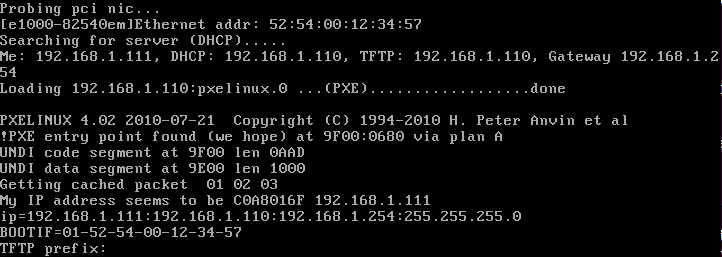 Probing pci nic...
[e1000-82540em]Ethernet addr: 52:54:00:12:34:57
Searching for server (DHCP).....
Me: 192.168.1.111, DHCP: 192.168.1.110, TFTP: 192.168.1.110, Gateway 192.168.1.2
54
Loading 192.168.1.110:pxelinux.0 ...(PXE)...................done
PXELINUX 4.02 2010-07-21  Copyright (C) 1994-2010 H. Peter Anvin et al
!PXE entry point found (we hope) at 9F00:0680 via plan A
UNDI code segment at 9F00 len 0AAD
UNDI data segment at 9E00 len 1000
Getting cached packet  01 02 03
My IP address seems to be C0A8016F 192.168.1.111
ip=192.168.1.111:192.168.1.110:192.168.1.254:255.255.255.0
BOOTIF=01-52-54-00-12-34-57
TFTP prefix: